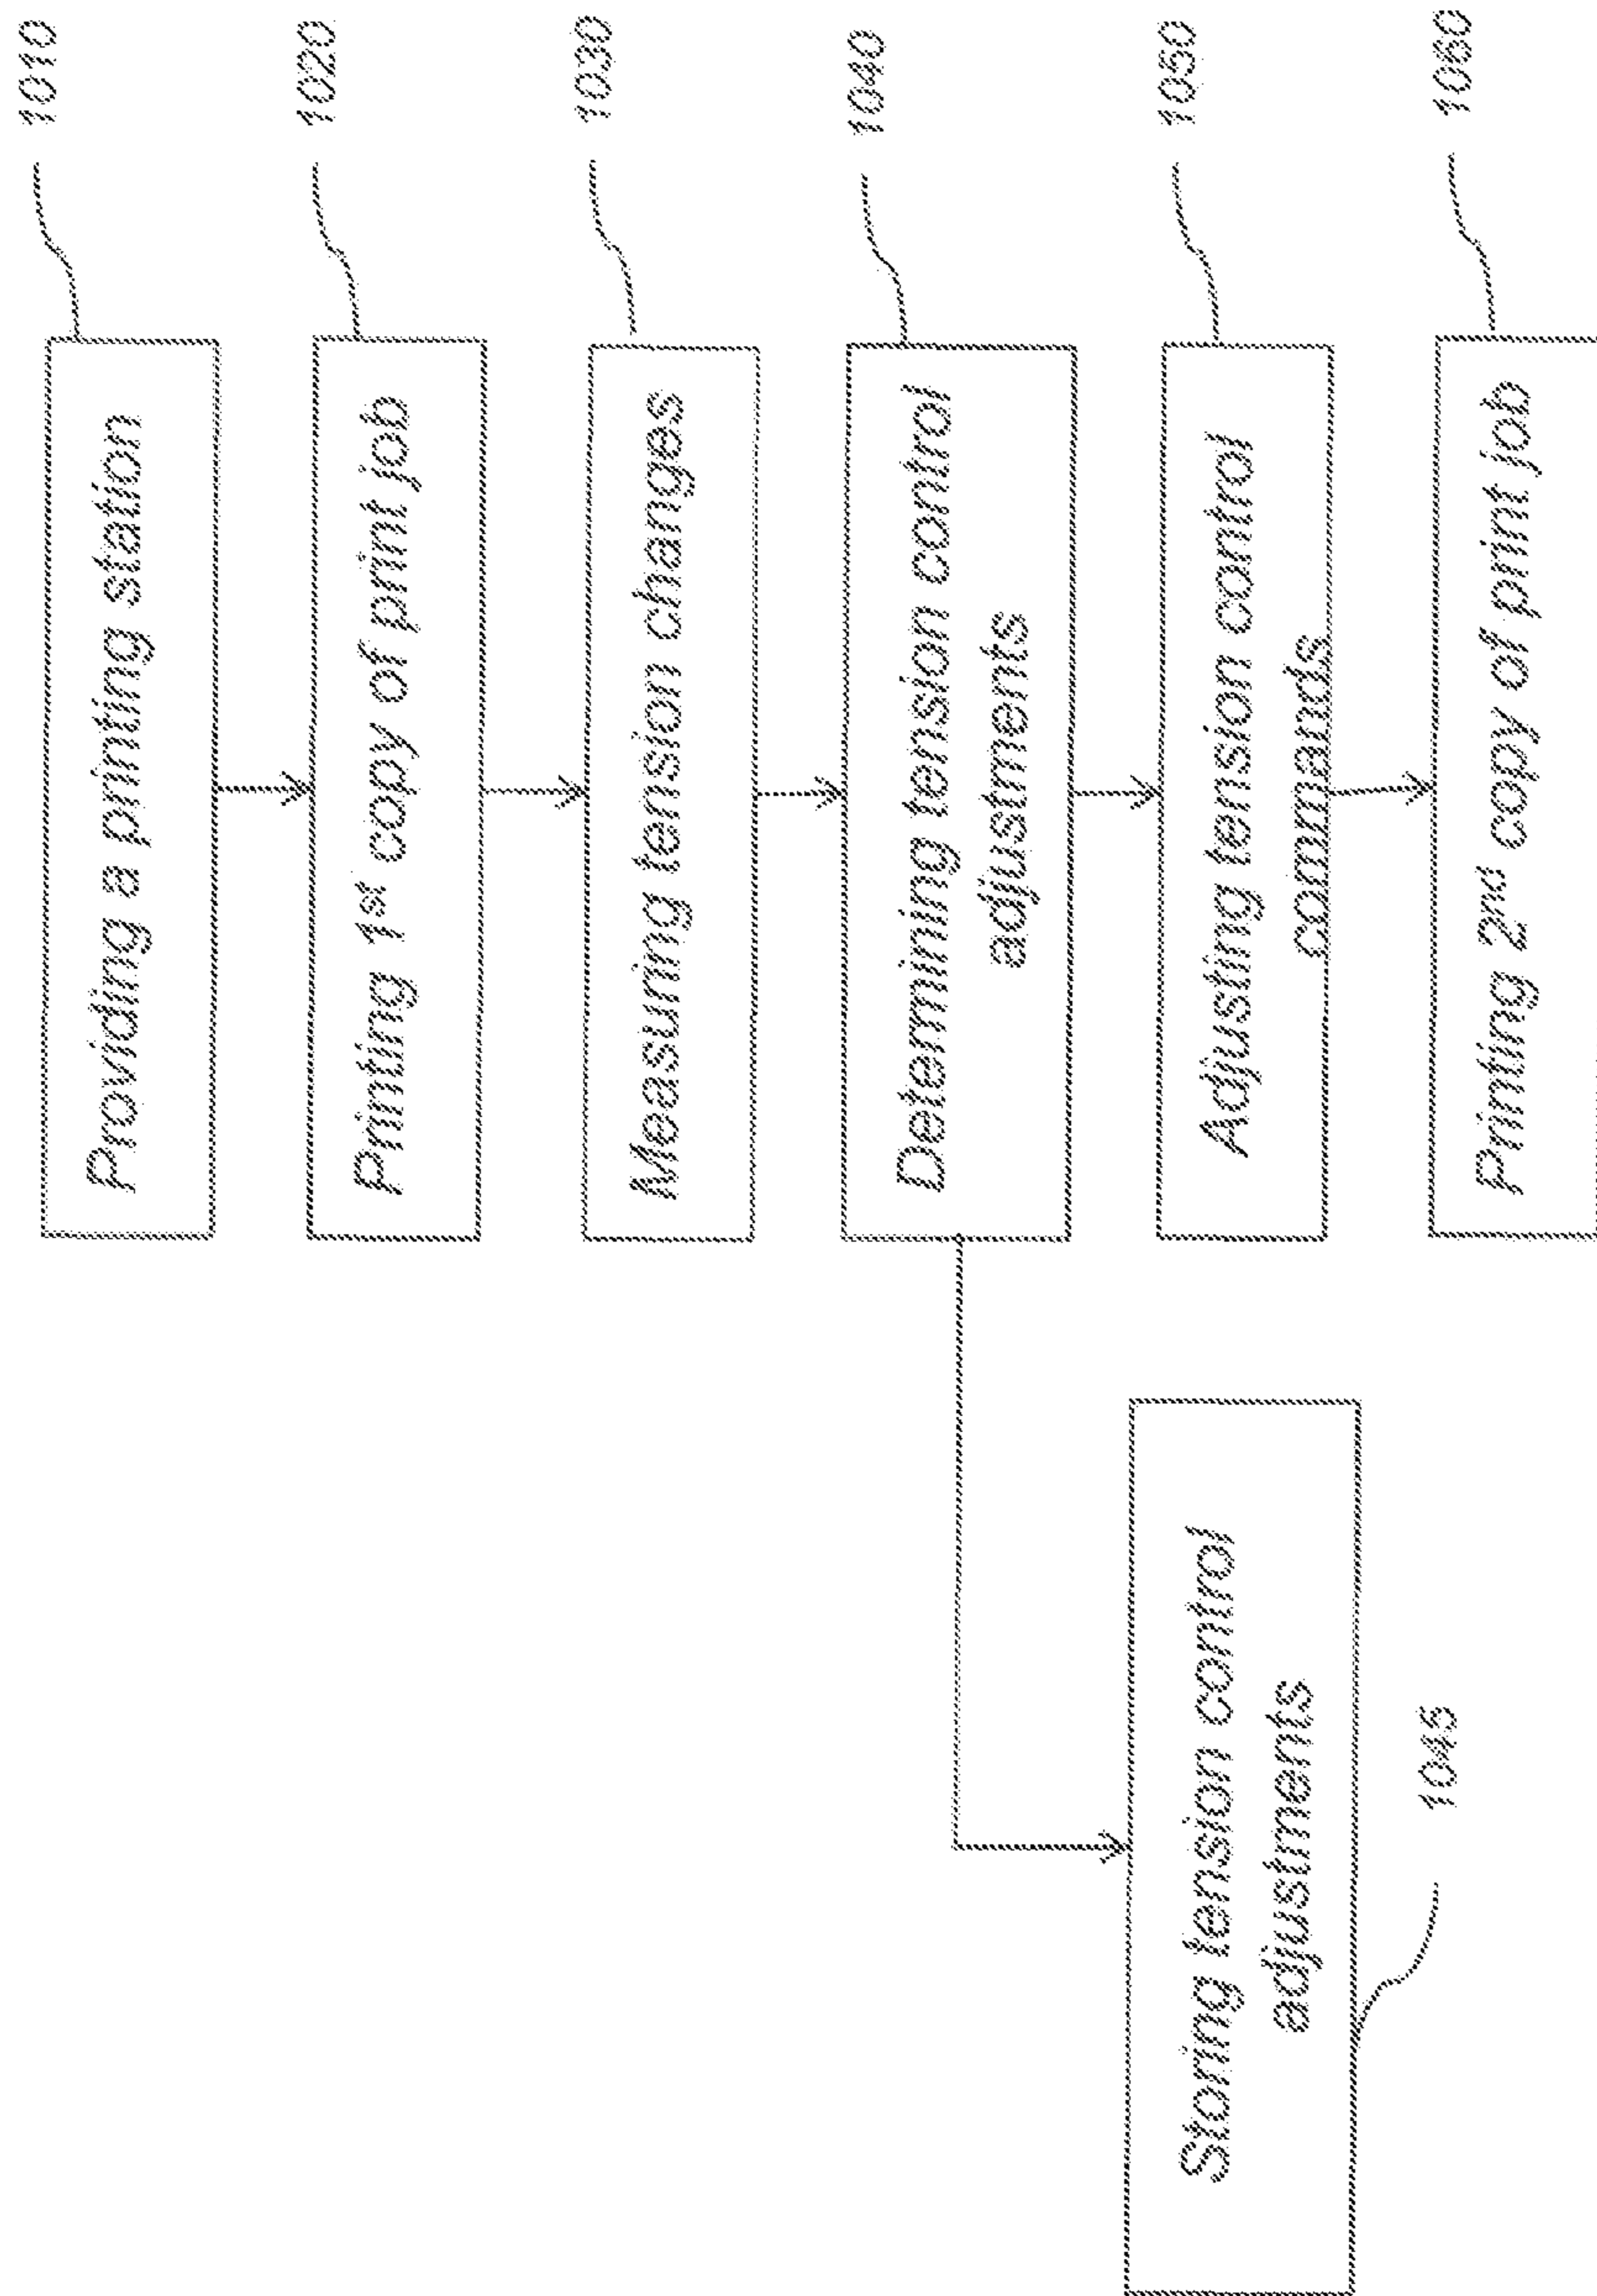 Providing a printing station
1010
Printing 1st copy of print job
1020
Measuring tension changes
1030
Determining tension control
adjustments
1040
Storing tension control
adjustments
1045
Adjusting tension control
commands
1050
Printing 2nd copy of print job
1060